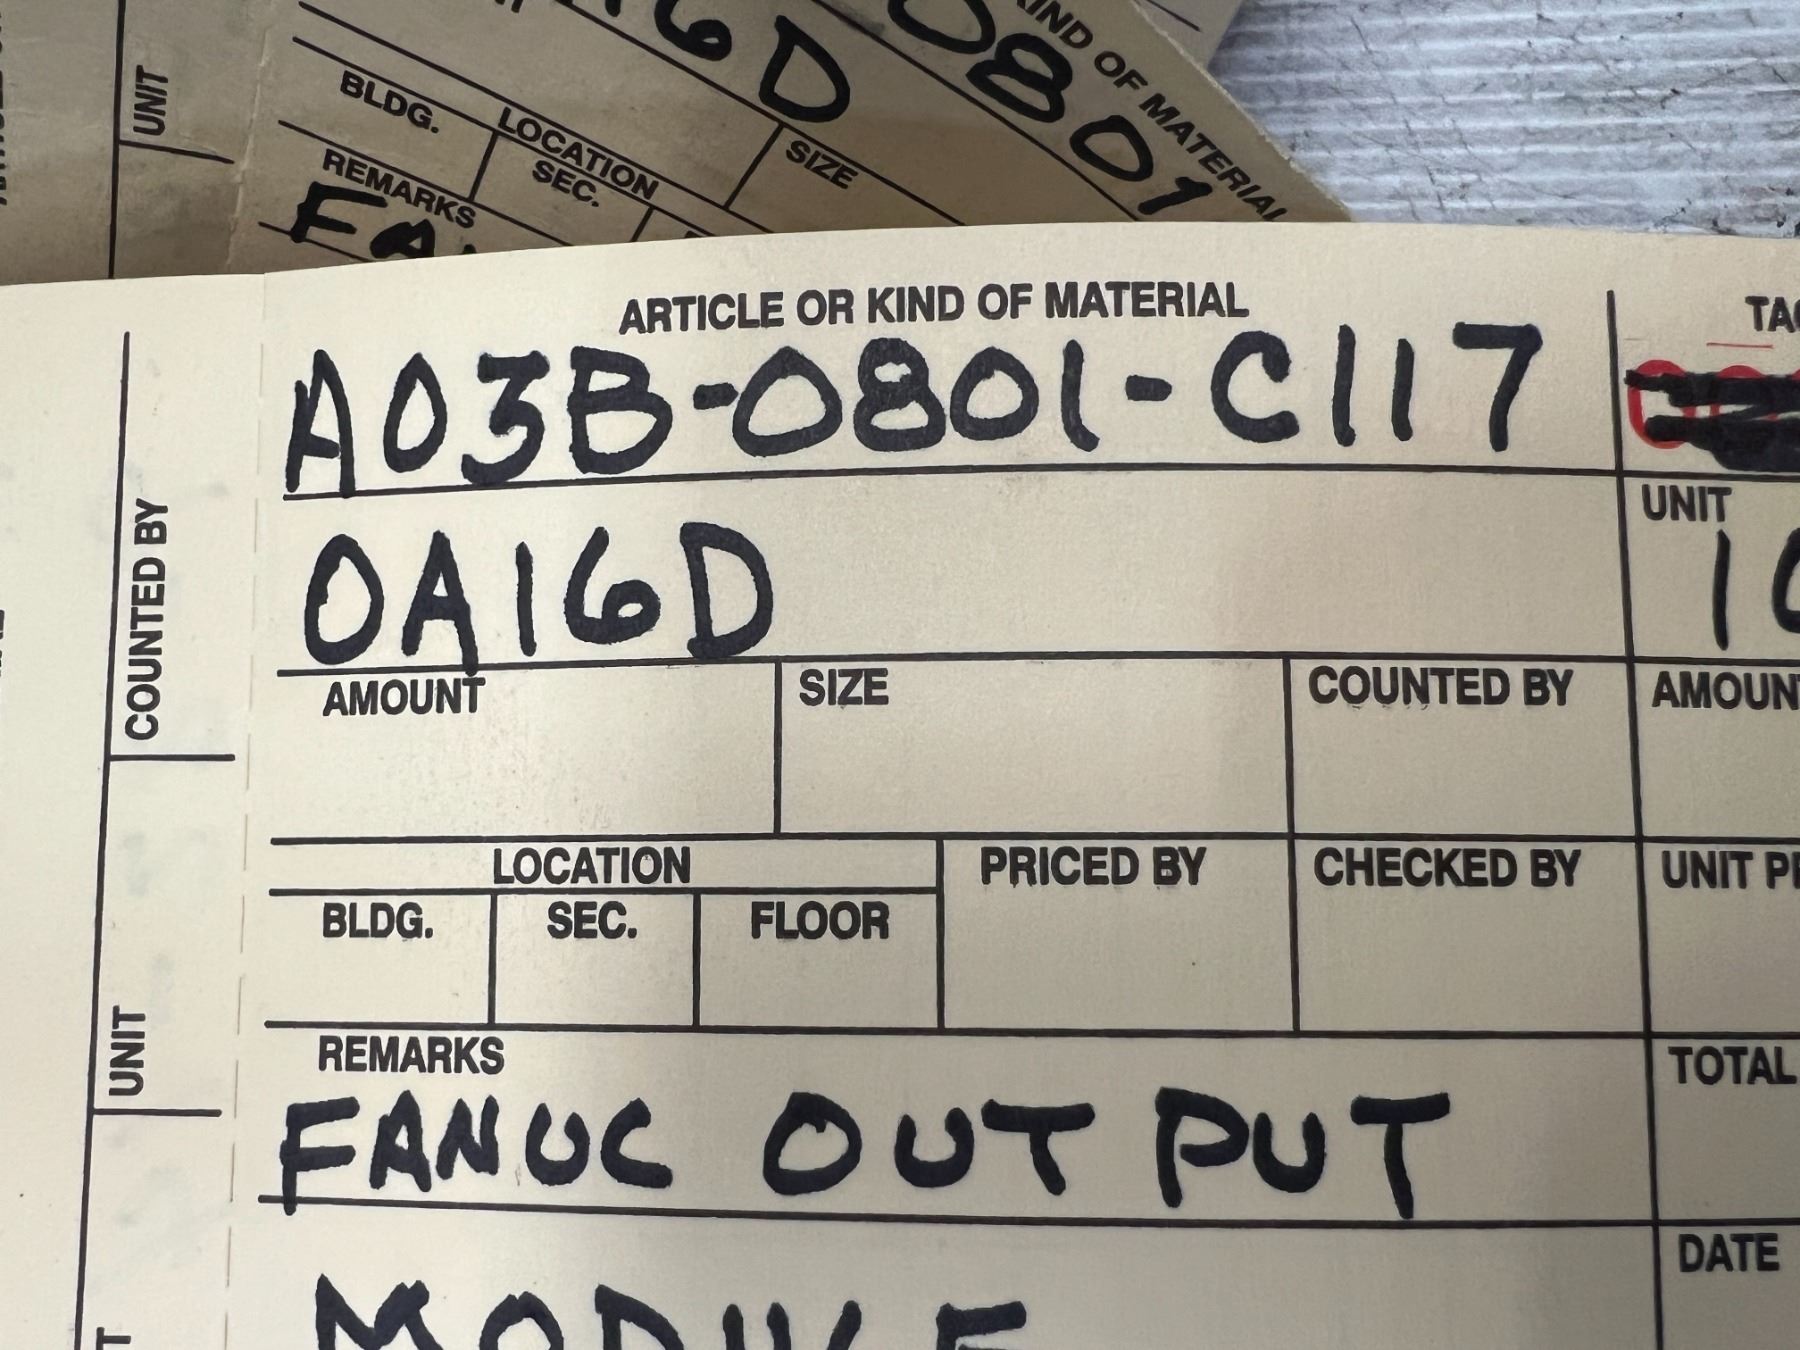 KIND OF MATERIAL
0801
16D
UNIT
BLDG.
LOCATION
SEC.
SIZE
REMARKS
ARTICLE OR KIND OF MATERIAL
A03B-0801-C117
UNIT
0A16D
COUNTED BY
AMOUNT
SIZE
COUNTED BY
LOCATION
PRICED BY
CHECKED BY
BLDG.
SEC.
FLOOR
UNIT
REMARKS
TOTAL
FANUC OUTPUT
DATE
MODULE